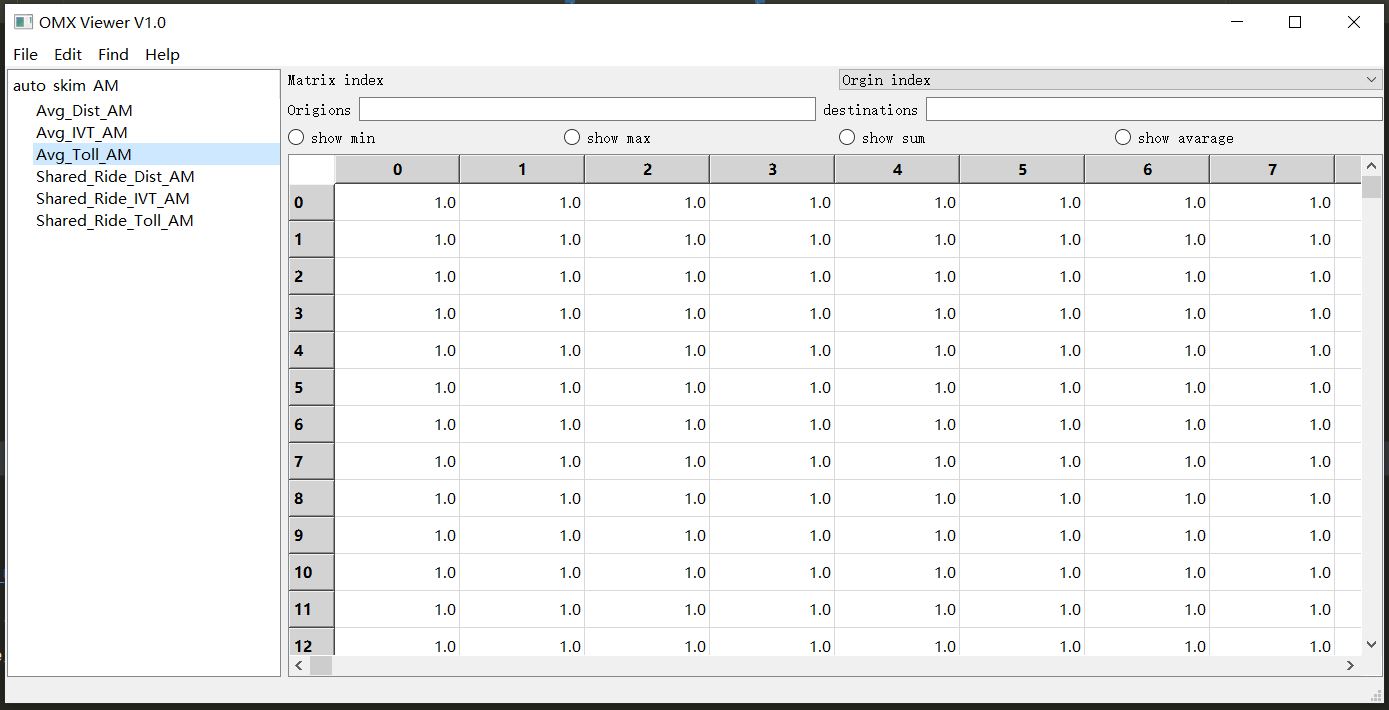 OMX Viewer V1.0
File Edit Find Help
auto skim AM
Avg_Dist_AM
Avg_IVT_AM
Avg_Toll_AM
Shared_Ride_Dist_AM
Shared_Ride_IVT_AM
Shared_Ride_Toll_AM
Matrix index Orgin index
Origions destinations
show min show max show sum show avarage
0 1 2 3 4 5 6 7
0 1.0 1.0 1.0 1.0 1.0 1.0 1.0 1.0
1 1.0 1.0 1.0 1.0 1.0 1.0 1.0 1.0
2 1.0 1.0 1.0 1.0 1.0 1.0 1.0 1.0
3 1.0 1.0 1.0 1.0 1.0 1.0 1.0 1.0
4 1.0 1.0 1.0 1.0 1.0 1.0 1.0 1.0
5 1.0 1.0 1.0 1.0 1.0 1.0 1.0 1.0
6 1.0 1.0 1.0 1.0 1.0 1.0 1.0 1.0
7 1.0 1.0 1.0 1.0 1.0 1.0 1.0 1.0
8 1.0 1.0 1.0 1.0 1.0 1.0 1.0 1.0
9 1.0 1.0 1.0 1.0 1.0 1.0 1.0 1.0
10 1.0 1.0 1.0 1.0 1.0 1.0 1.0 1.0
11 1.0 1.0 1.0 1.0 1.0 1.0 1.0 1.0
12 1.0 1.0 1.0 1.0 1.0 1.0 1.0 1.0